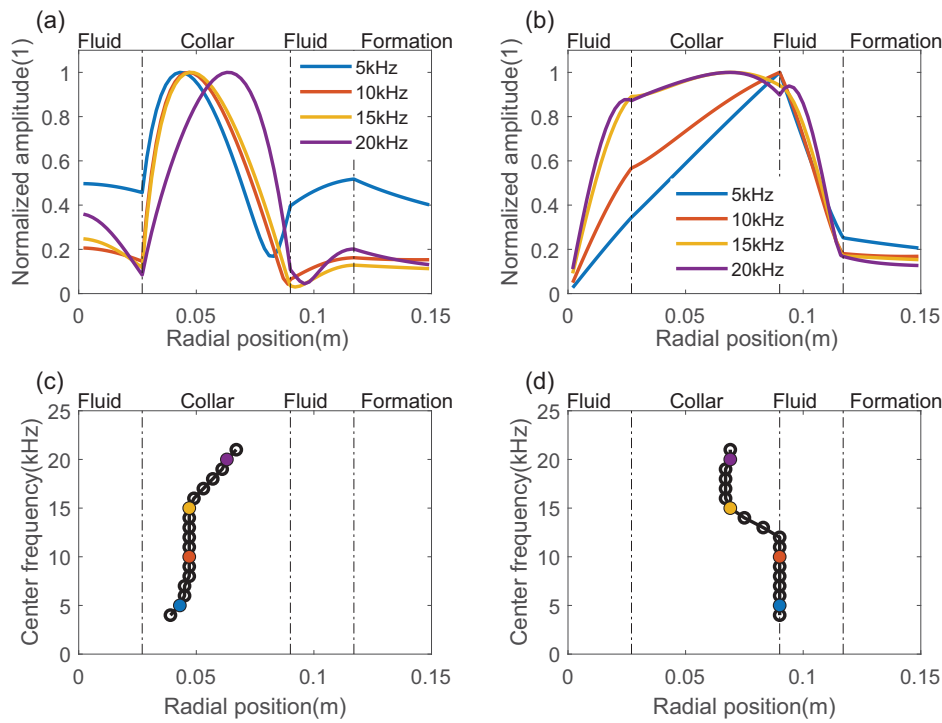 (a)
Fluid Collar Fluid Formation
Normalized amplitude(1)
1
0.8
0.6
0.4
0.2
0
5kHz
10kHz
15kHz
20kHz
0 0.05 0.1 0.15
Radial position(m)
(b)
Fluid Collar Fluid Formation
Normalized amplitude(1)
1
0.8
0.6
0.4
0.2
0
5kHz
10kHz
15kHz
20kHz
0 0.05 0.1 0.15
Radial position(m)
(c)
Fluid Collar Fluid Formation
Center frequency(kHz)
25
20
15
10
5
0
0 0.05 0.1 0.15
Radial position(m)
(d)
Fluid Collar Fluid Formation
Center frequency(kHz)
25
20
15
10
5
0
0 0.05 0.1 0.15
Radial position(m)